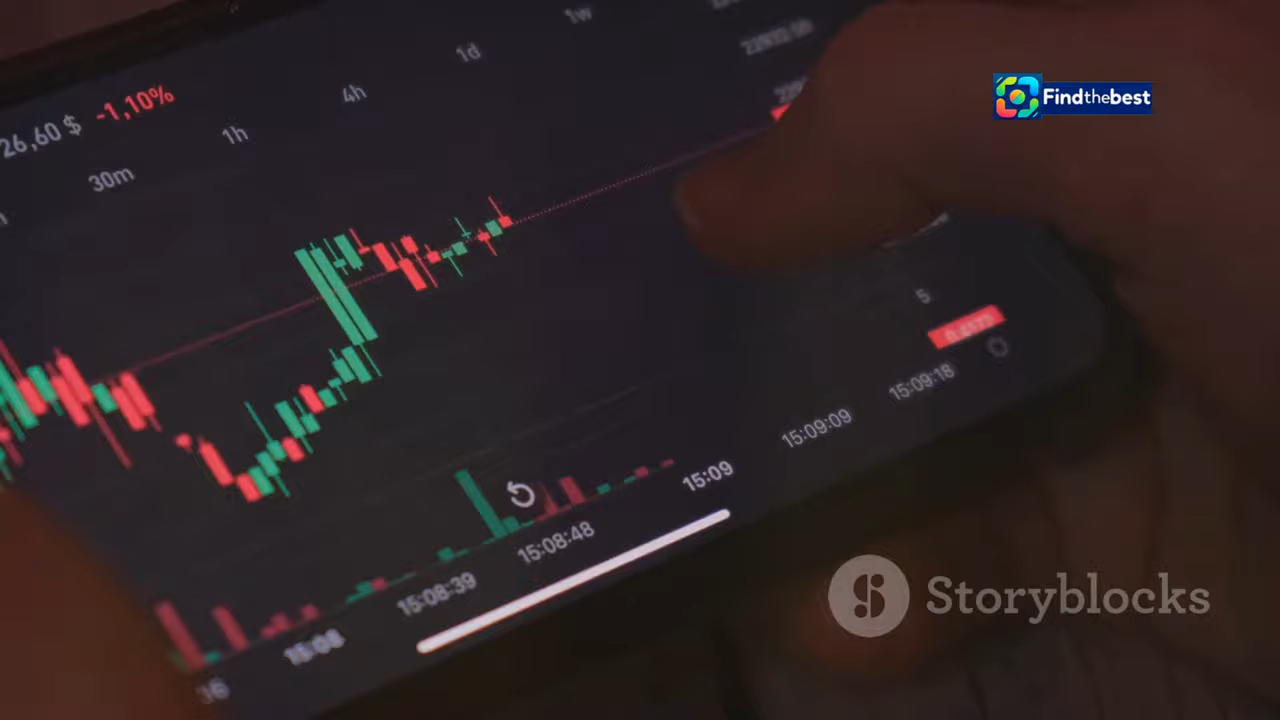 1w
1d
4h
1h
30m
26,60 $ -1,10%
Findthebest
5
15:09:18
15:09:09
15:09
15:08:48
15:08:39
15:08
Storyblocks